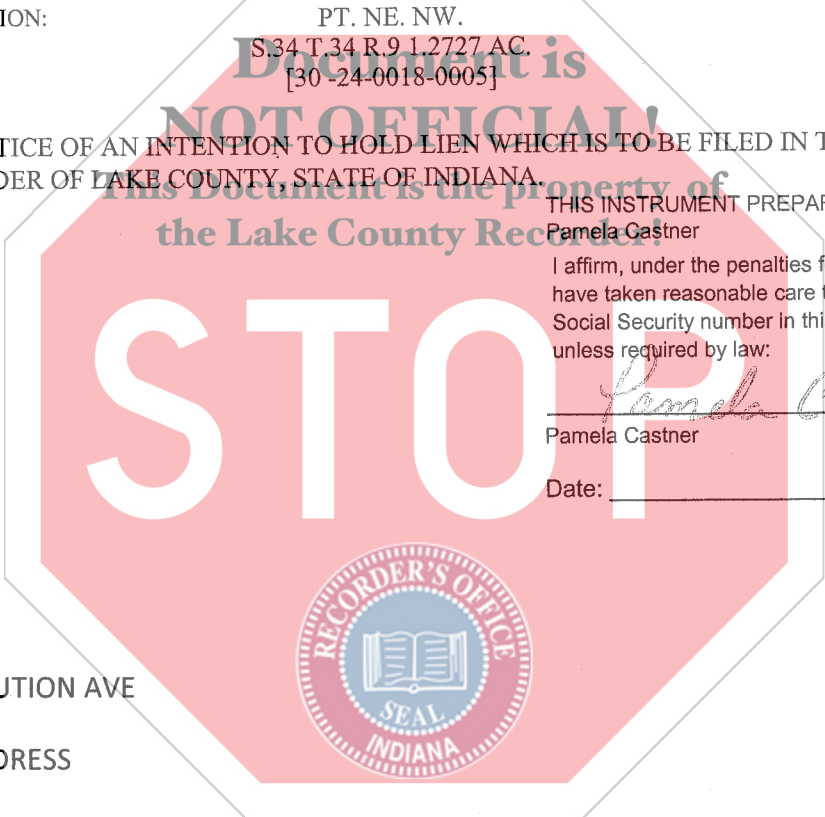 ION:
PT. NE. NW.
S.34 T.34 R.9 1.2727 AC.
[30 -24-0018-0005]
Document is
NOT OFFICIAL!
This Document is the property of
the Lake County Recorder!
TICE OF AN INTENTION TO HOLD LIEN WHICH IS TO BE FILED IN T
DER OF LAKE COUNTY, STATE OF INDIANA.
THIS INSTRUMENT PREPAR
Pamela Castner
I affirm, under the penalties f
have taken reasonable care t
Social Security number in thi
unless required by law:
Pamela C
Pamela Castner
Date:
STOP
RECORDER'S OFFICE
SEAL
INDIANA
UTION AVE
DRESS